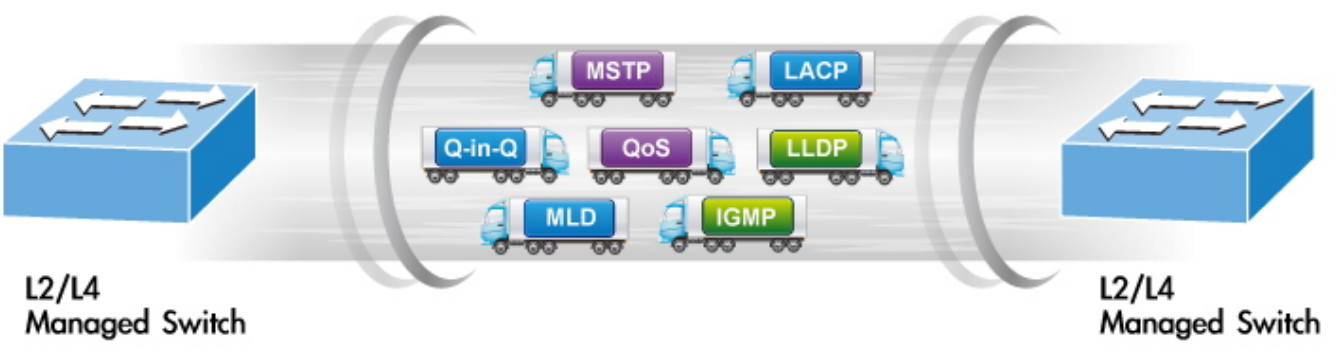 MSTP
LACP
Q-in-Q
QoS
LLDP
MLD
IGMP
L2/L4
Managed Switch
L2/L4
Managed Switch